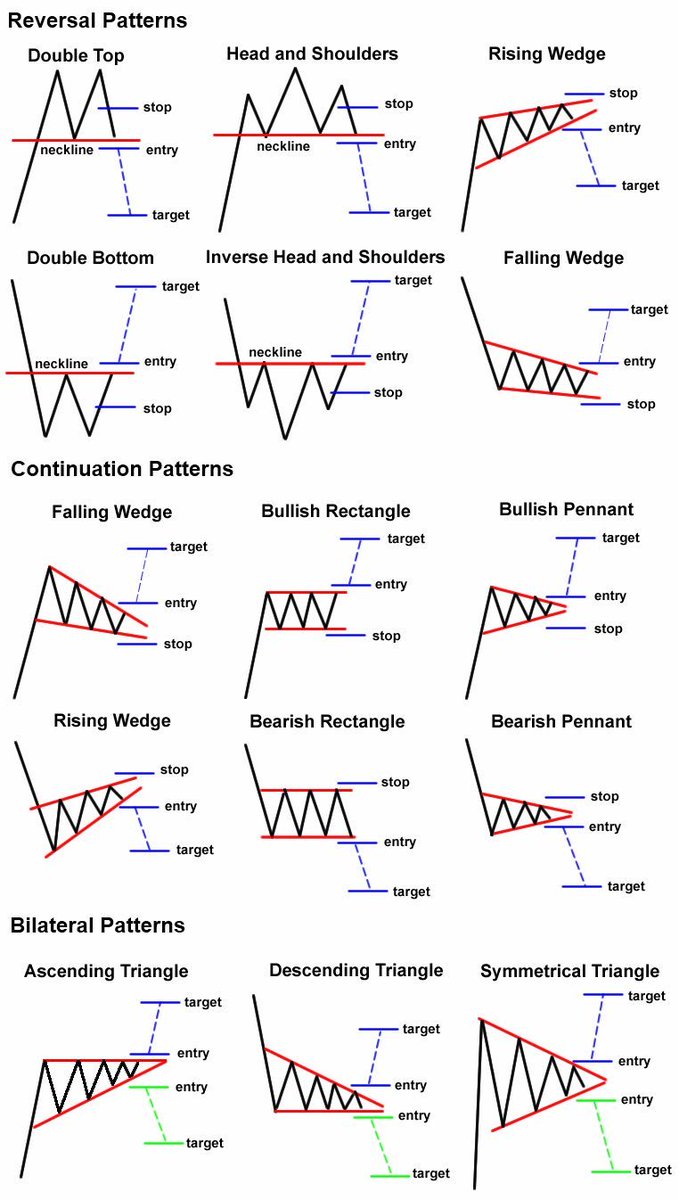 Reversal Patterns
Double Top
Head and Shoulders
Rising Wedge
stop
neckline
entry
target
stop
neckline
entry
target
stop
entry
target
Double Bottom
Inverse Head and Shoulders
Falling Wedge
target
neckline
entry
stop
target
neckline
entry
stop
target
entry
stop
Continuation Patterns
Falling Wedge
Bullish Rectangle
Bullish Pennant
target
entry
stop
target
entry
stop
target
entry
stop
Rising Wedge
Bearish Rectangle
Bearish Pennant
stop
entry
target
stop
entry
target
stop
entry
target
Bilateral Patterns
Ascending Triangle
Descending Triangle
Symmetrical Triangle
target
entry
entry
target
target
entry
entry
target
target
entry
entry
target